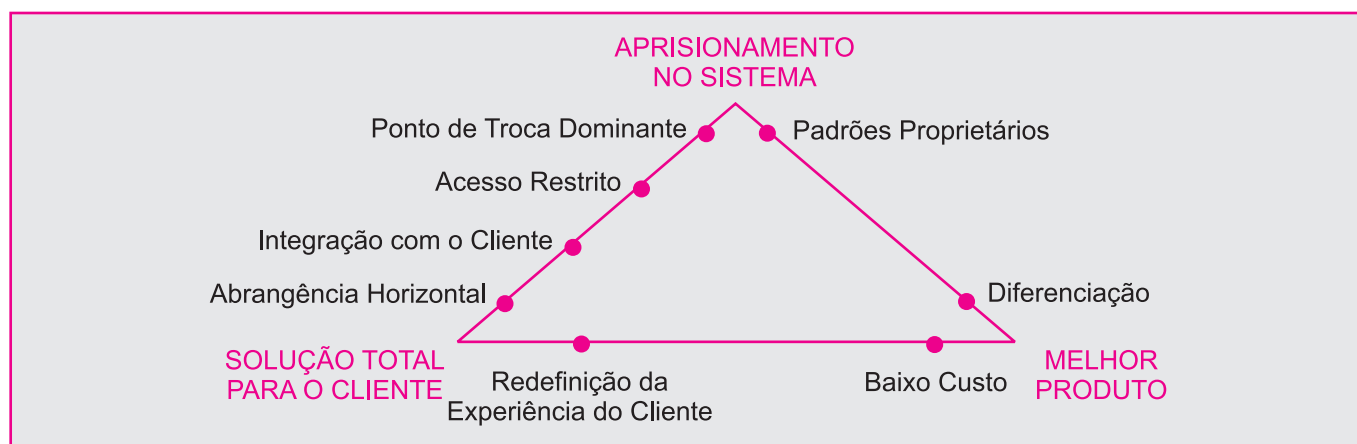 APRISIONAMENTO
NO SISTEMA
Ponto de Troca Dominante
Padrões Proprietários
Acesso Restrito
Integração com o Cliente
Abrangência Horizontal
Diferenciação
SOLUÇÃO TOTAL
PARA O CLIENTE
Redefinição da
Experiência do Cliente
Baixo Custo
MELHOR
PRODUTO